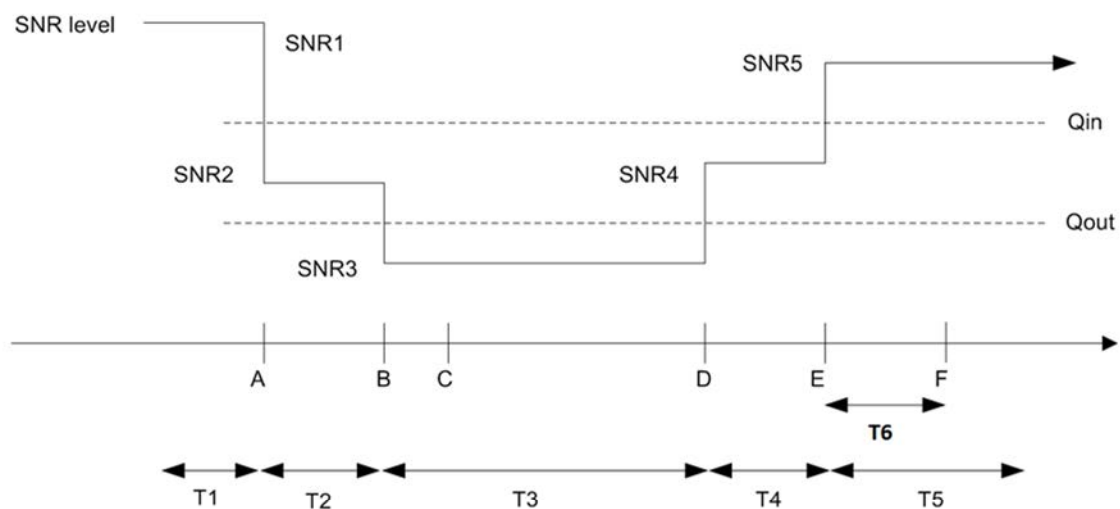 SNR level
SNR1
SNR5
Qin
SNR2
SNR4
Qout
SNR3
A B C D E F
T6
T1 T2 T3 T4 T5